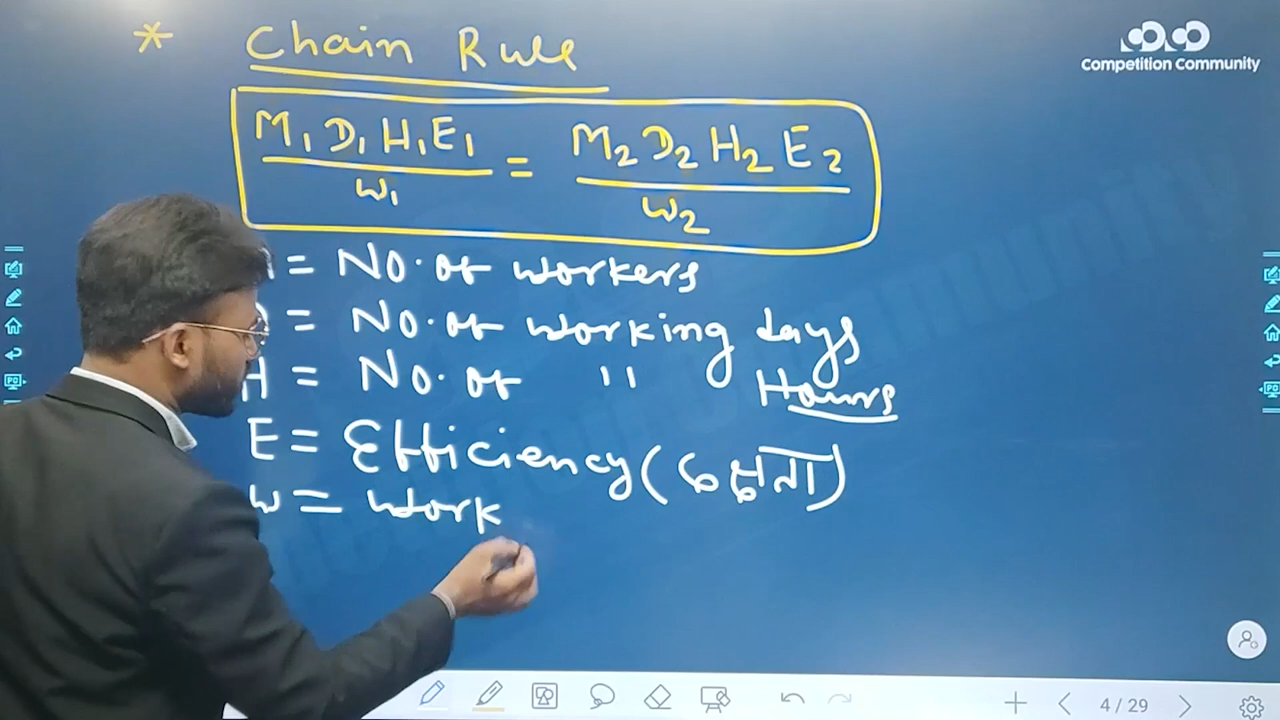 * Chain Rule
Competition Community
M₁ D₁ H₁ E₁ / W₁ = M₂ D₂ H₂ E₂ / W₂
= No. of workers
= No. of working days
H = No. of " Hours
E = Efficiency (
W = work
4 / 29